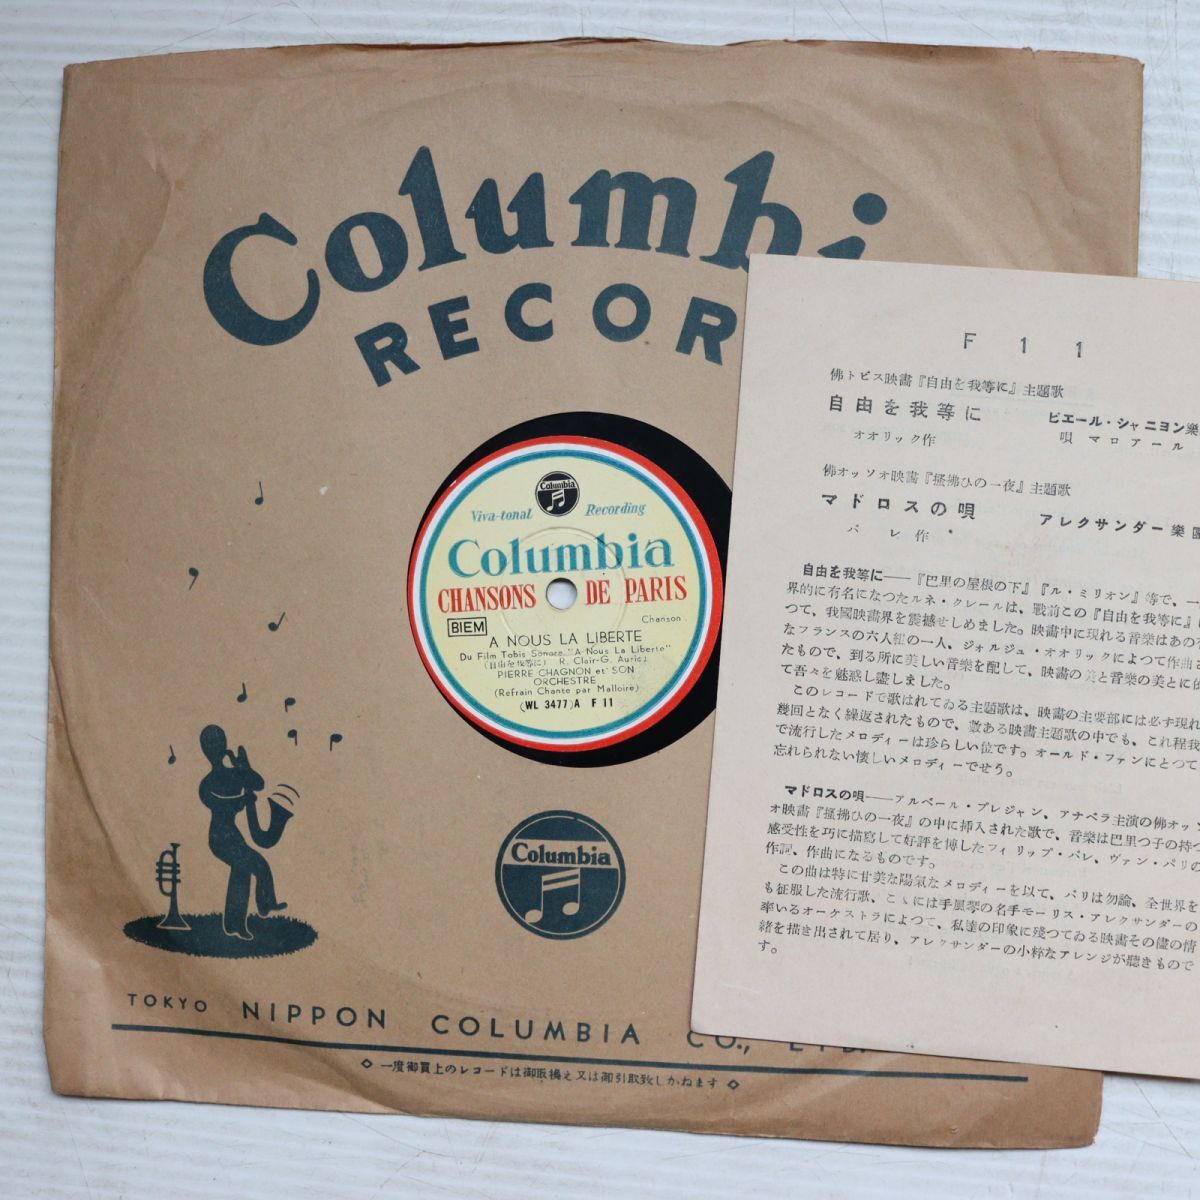 Columbi
RECOR
Columbia
Viva-tonal Recording
Columbia
CHANSONS DE PARIS
Chanson
BIEM
A NOUS LA LIBERTE
Du Film Tobis Sonore "A Nous La Liberte"
(自由を我等に) R. Clair-G. Auric
PIERRE CHAGNON et SON
ORCHESTRE
(Refrain Chante par Malloire)
(WL 3477)A F 11
Columbia
TOKYO NIPPON COLUMBIA CO., LTD.
◇ 一度御買上のレコードは御取換え又は御引取致しかねます ◇
F 1 1
佛トビス映畫『自由を我等に』主題歌
自由を我等に ピエール・シャニヨン樂
オオリック作 唄 マロアール
佛オッソオ映畫『掻拂ひの一夜』主題歌
マドロスの唄 アレクサンダー樂團
パレ作
自由を我等に——『巴里の屋根の下』『ル・ミリオン』等で、一
界的に有名になつたルネ・クレールは、戰前この『自由を我等に』に
つて、我國映畫界を震撼せしめました。映畫中に現れる音樂はあの有
なフランスの六人組の一人、ジォルジュ・オオリックによつて作曲さ
たもので、到る所に美しい音樂を配して、映畫の美と音樂の美とに依
て吾々を魅惑し盡しました。
このレコードで歌はれてゐる主題歌は、映畫の主要部には必ず現れ
幾回となく繰返されたもので、數ある映畫主題歌の中でも、これ程我
で流行したメロディーは珍らしい位です。オールド・ファンにとつて
忘れられない懷しいメロディーでせう。
マドロスの唄——アルベール・プレジャン、アナベラ主演の佛オッソ
オ映畫『掻拂ひの一夜』の中に挿入された歌で、音樂は巴里つ子の持つ
感受性を巧に描寫して好評を博したフィリップ・パレ、ヴァン・パリの
作詞、作曲になるものです。
この曲は特に甘美な陽氣なメロディーを以て、パリは勿論、全世界を
も征服した流行歌、こゝには手風琴の名手モーリス・アレクサンダーの
率いるオーケストラによつて、私達の印象に殘つてゐる映畫その儘の情
緒を描き出されて居り、アレクサンダーの小粹なアレンジが聽きもので
す。